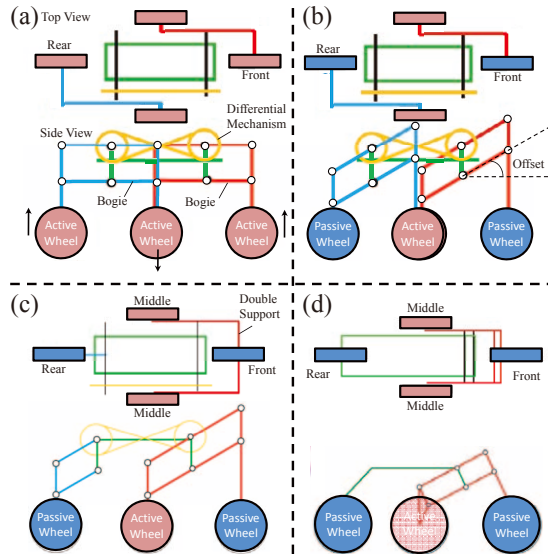 (a)
Top View
Rear
Front
Differential
Mechanism
Side View
Bogie
Bogie
Active
Wheel
Active
Wheel
Active
Wheel
(b)
Rear
Front
Offset
Passive
Wheel
Active
Wheel
Passive
Wheel
(c)
Middle
Double
Support
Rear
Front
Middle
Passive
Wheel
Active
Wheel
Passive
Wheel
(d)
Middle
Rear
Front
Middle
Passive
Wheel
Active
Wheel
Passive
Wheel